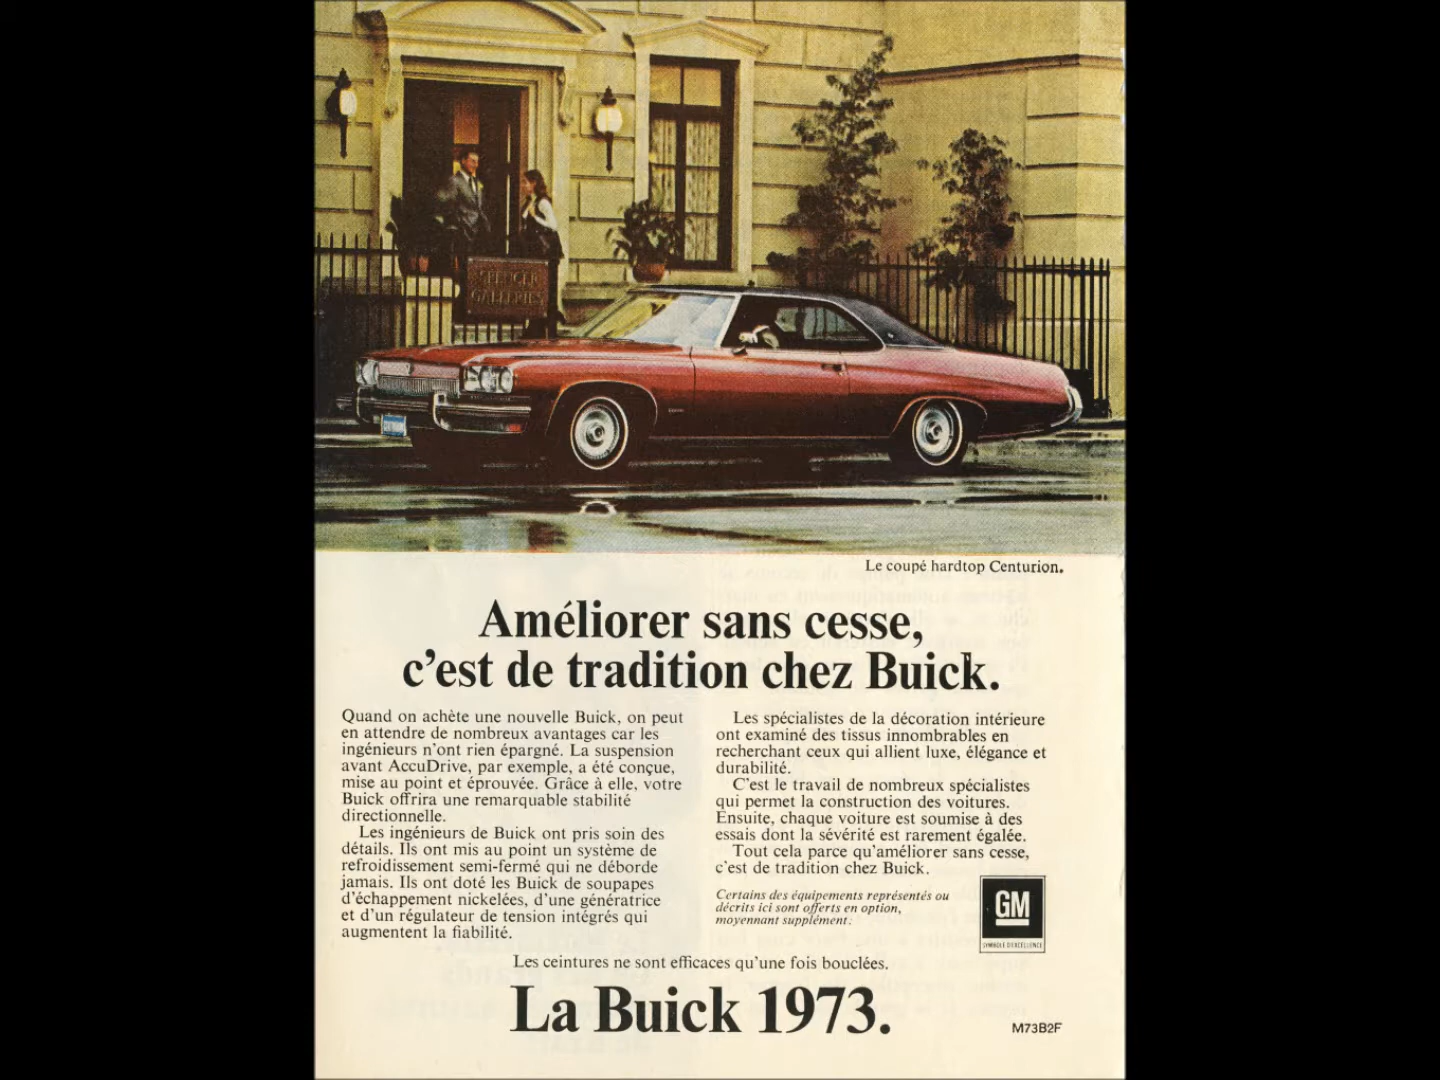 SPENCER
GALLERIES
CENTURION
Le coupé hardtop Centurion.
Améliorer sans cesse,
c'est de tradition chez Buick.
Quand on achète une nouvelle Buick, on peut
en attendre de nombreux avantages car les
ingénieurs n'ont rien épargné. La suspension
avant AccuDrive, par exemple, a été conçue,
mise au point et éprouvée. Grâce à elle, votre
Buick offrira une remarquable stabilité
directionnelle.
Les ingénieurs de Buick ont pris soin des
détails. Ils ont mis au point un système de
refroidissement semi-fermé qui ne déborde
jamais. Ils ont doté les Buick de soupapes
d'échappement nickelées, d'une génératrice
et d'un régulateur de tension intégrés qui
augmentent la fiabilité.
Les spécialistes de la décoration intérieure
ont examiné des tissus innombrables en
recherchant ceux qui allient luxe, élégance et
durabilité.
C'est le travail de nombreux spécialistes
qui permet la construction des voitures.
Ensuite, chaque voiture est soumise à des
essais dont la sévérité est rarement égalée.
Tout cela parce qu'améliorer sans cesse,
c'est de tradition chez Buick.
Certains des équipements représentés ou
décrits ici sont offerts en option,
moyennant supplément.
GM
SYMBOLE D'EXCELLENCE
Les ceintures ne sont efficaces qu'une fois bouclées.
La Buick 1973.
M73B2F